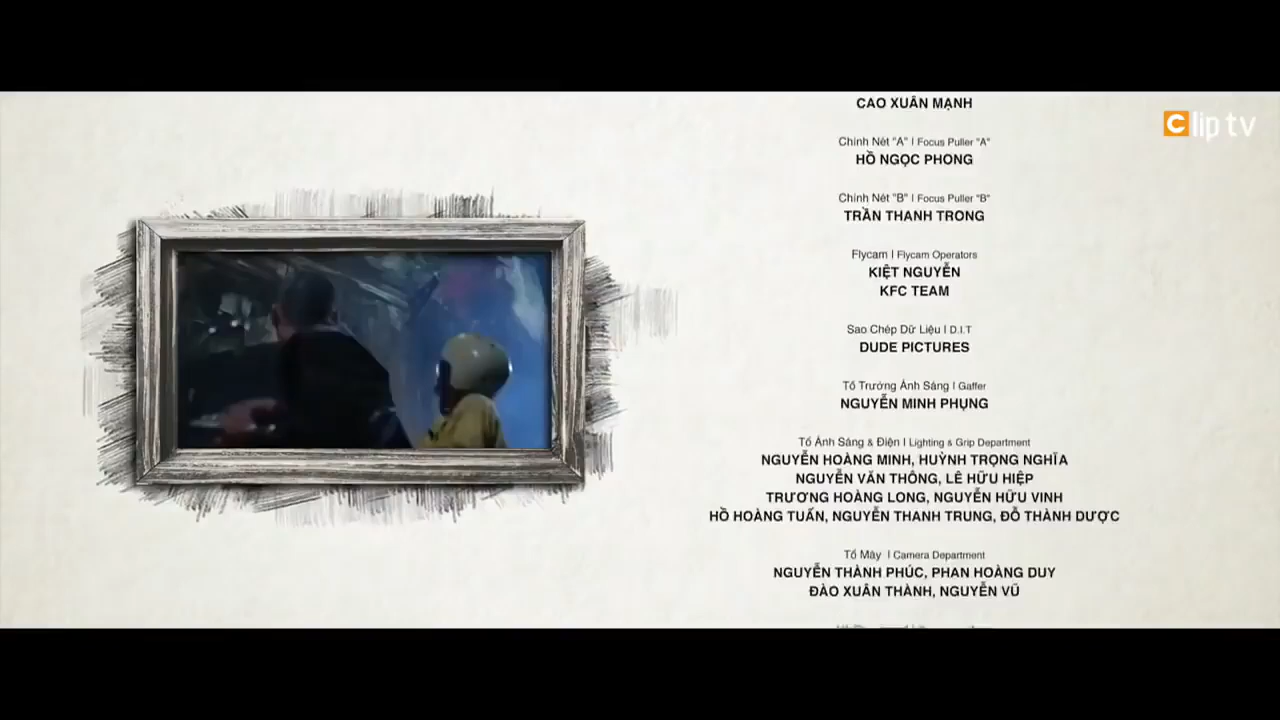 CAO XUÂN MẠNH
Clip tv
Chỉnh Nét "A" | Focus Puller "A"
HỒ NGỌC PHONG
Chỉnh Nét "B" | Focus Puller "B"
TRẦN THANH TRONG
Flycam | Flycam Operators
KIỆT NGUYỄN
KFC TEAM
Sao Chép Dữ Liệu | D.I.T
DUDE PICTURES
Tổ Trưởng Ánh Sáng | Gaffer
NGUYỄN MINH PHỤNG
Tổ Ánh Sáng & Điện | Lighting & Grip Department
NGUYỄN HOÀNG MINH, HUỲNH TRỌNG NGHĨA
NGUYỄN VĂN THÔNG, LÊ HỮU HIỆP
TRƯƠNG HOÀNG LONG, NGUYỄN HỮU VINH
HỒ HOÀNG TUẤN, NGUYỄN THANH TRUNG, ĐỖ THÀNH DƯỢC
Tổ Máy | Camera Department
NGUYỄN THÀNH PHÚC, PHAN HOÀNG DUY
ĐÀO XUÂN THÀNH, NGUYỄN VŨ